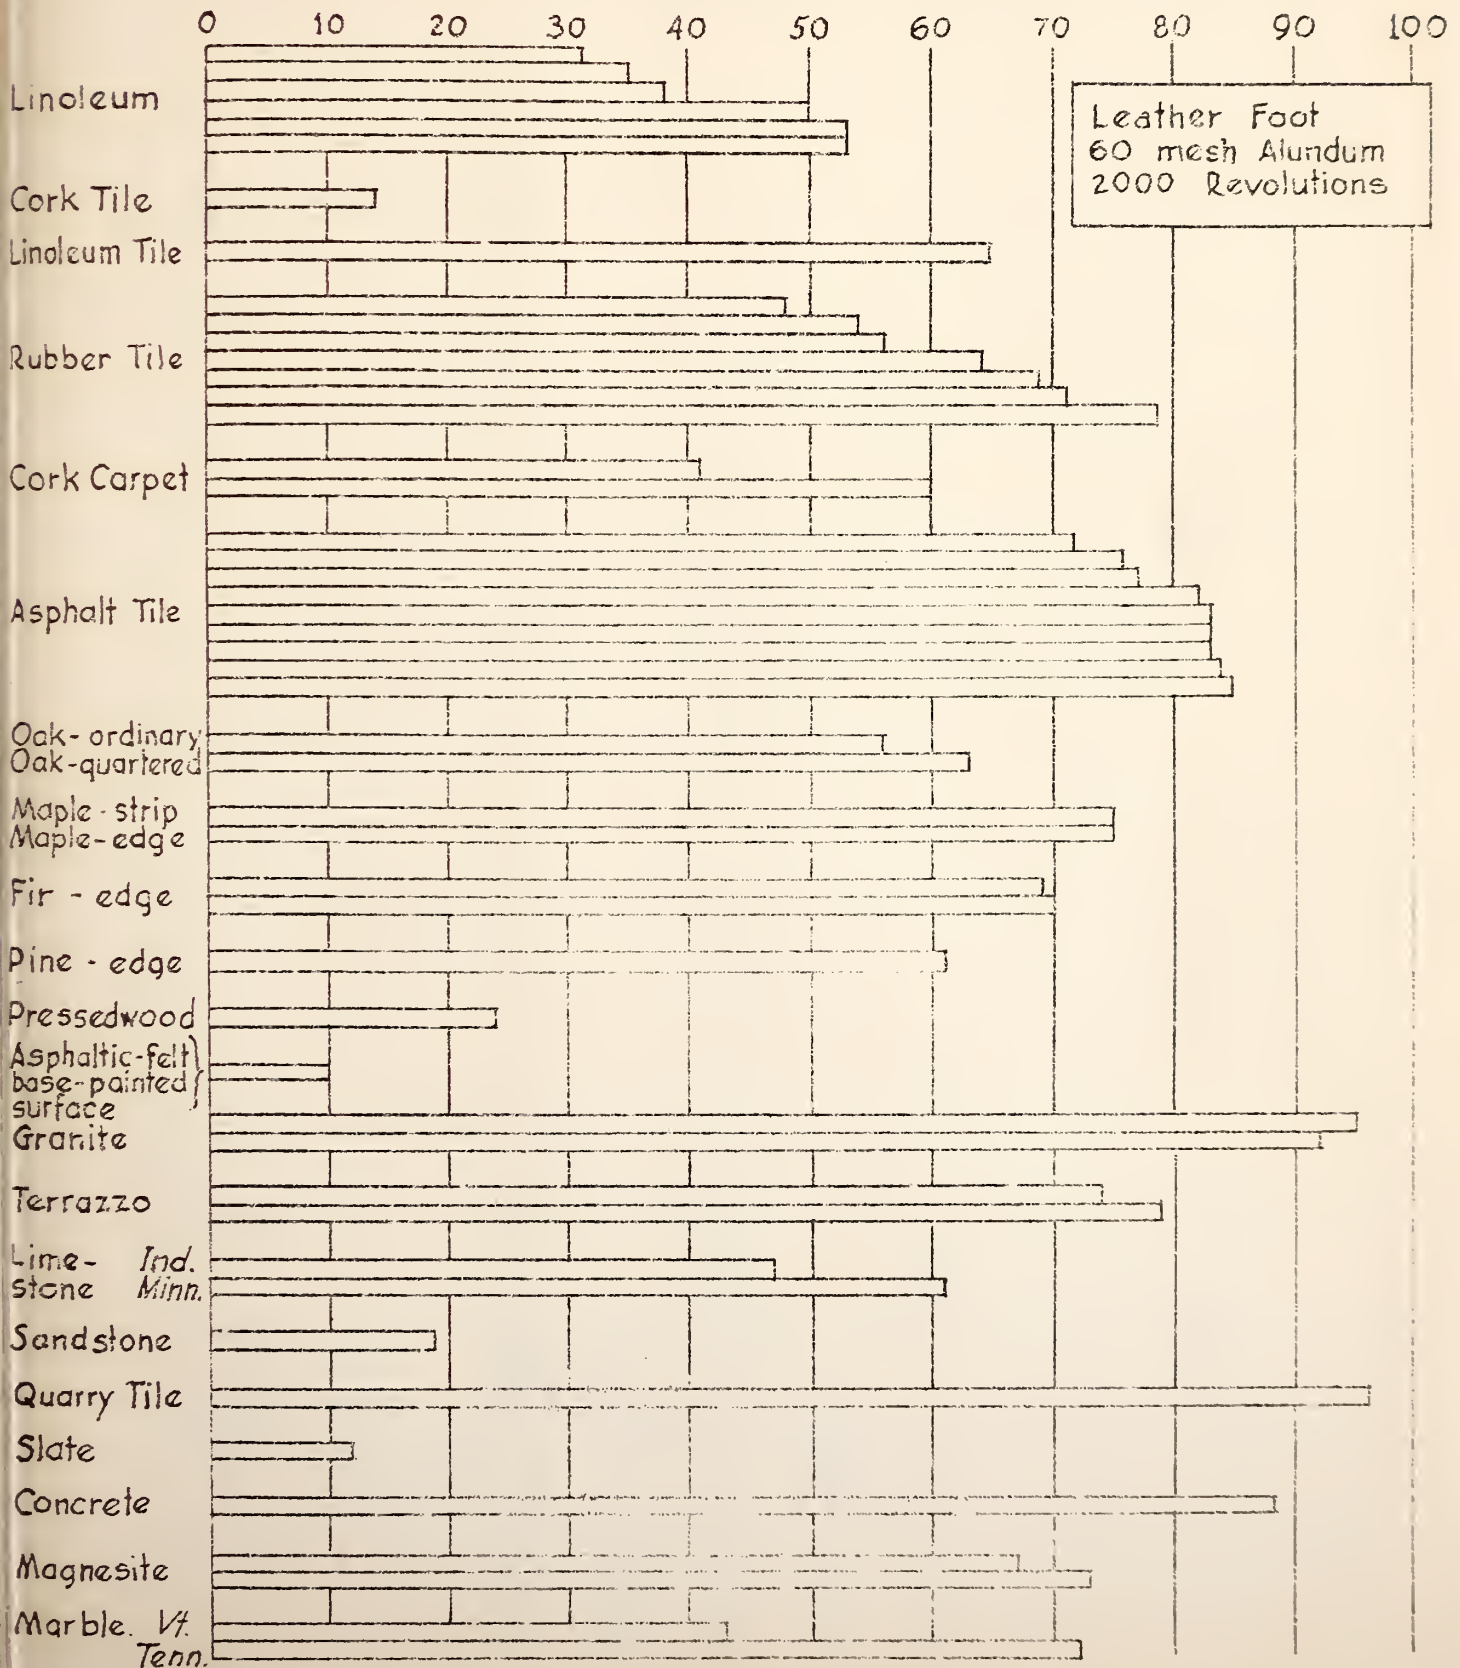 0 10 20 30 40 50 60 70 80 90 100
Linoleum
Leather Foot
60 mesh Alundum
2000 Revolutions
Cork Tile
Linoleum Tile
Rubber Tile
Cork Carpet
Asphalt Tile
Oak- ordinary
Oak-quartered
Maple - strip
Maple-edge
Fir - edge
Pine - edge
Pressedwood
Asphaltic-felt
base-painted
surface
Granite
Terrazzo
Lime- Ind.
stone Minn.
Sandstone
Quarry Tile
Slate
Concrete
Magnesite
Marble. Vt.
Tenn.